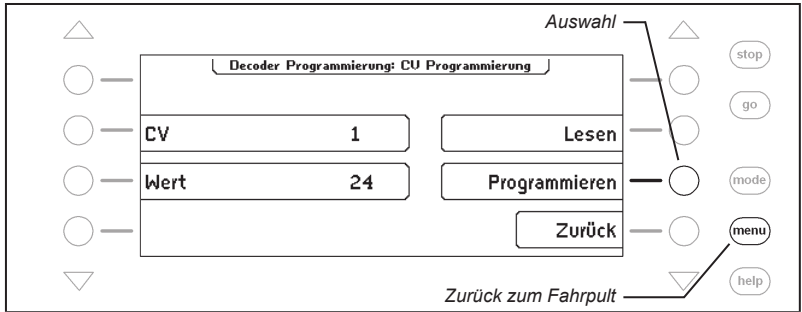 Auswahl
stop
Decoder Programmierung: CV Programmierung
go
CV 1
Lesen
Wert 24
Programmieren
mode
Zurück
menu
help
Zurück zum Fahrpult